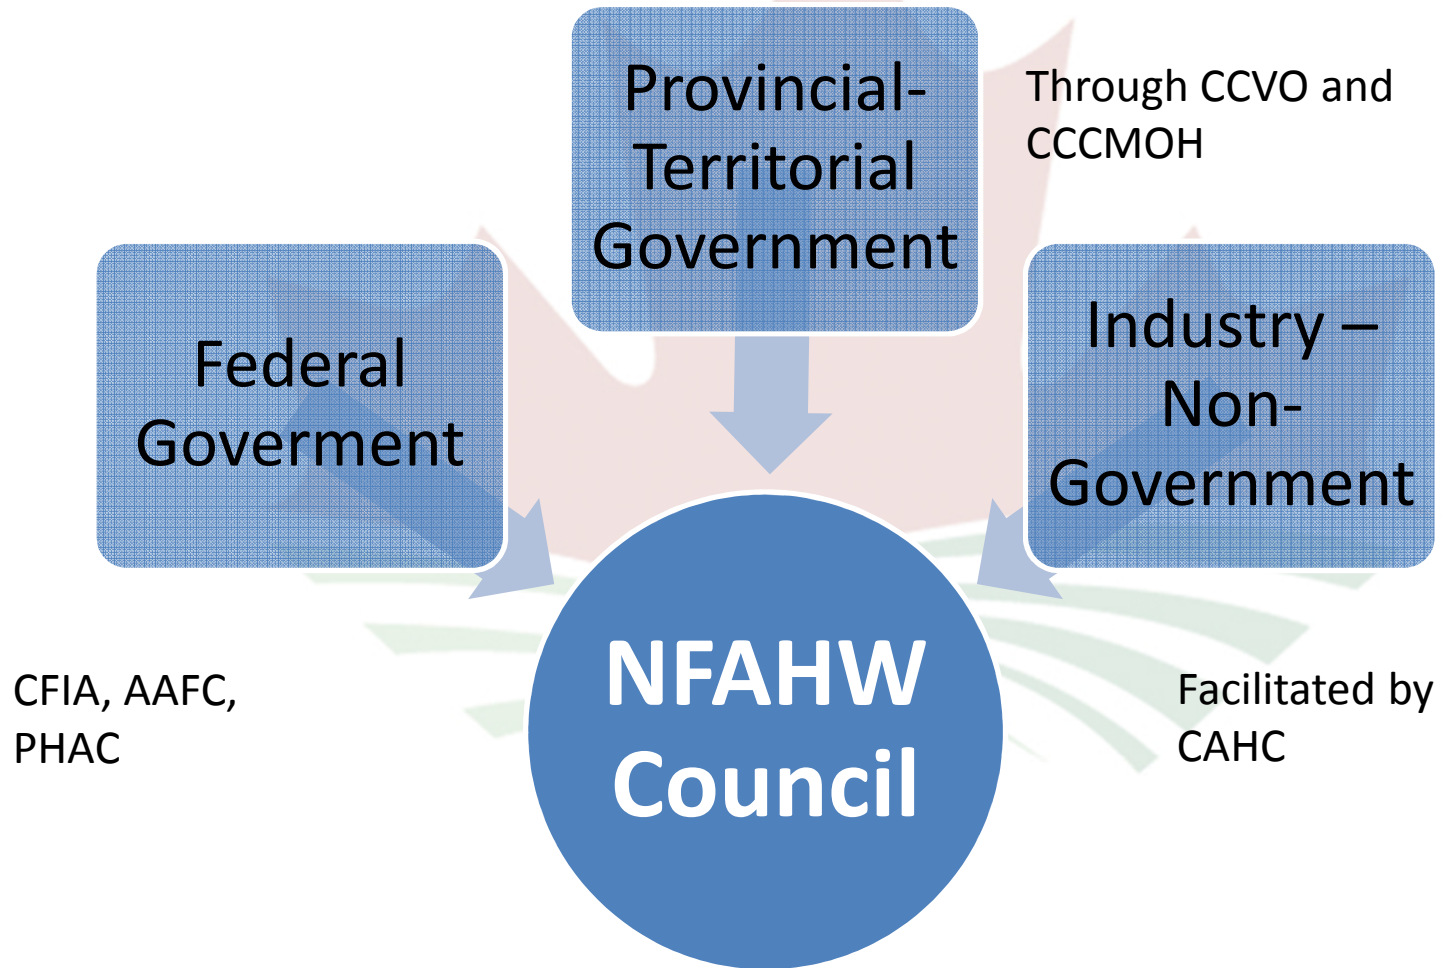 Provincial-
Territorial
Government
Through CCVO and
CCCMOH
Federal
Goverment
Industry –
Non-
Government
NFAHW
Council
CFIA, AAFC,
PHAC
Facilitated by
CAHC